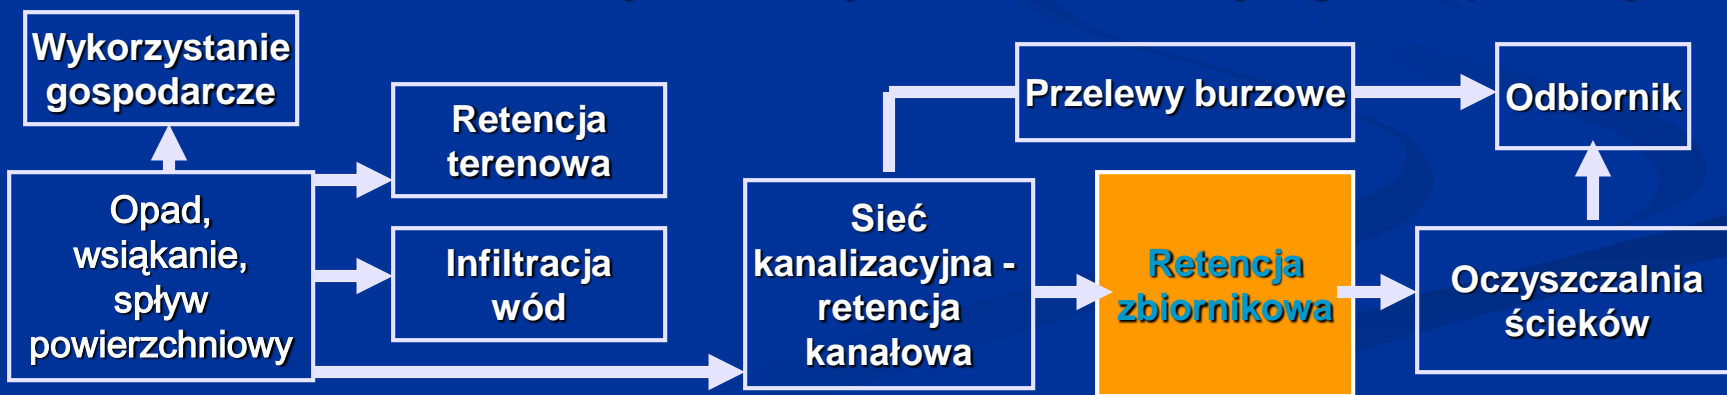 Wykorzystanie
gospodarcze
Opad,
wsiąkanie,
spływ
powierzchniowy
Retencja
terenowa
Infiltracja
wód
Sieć
kanalizacyjna -
retencja
kanałowa
Przelewy burzowe
Retencja
zbiornikowa
Odbiornik
Oczyszczalnia
ścieków